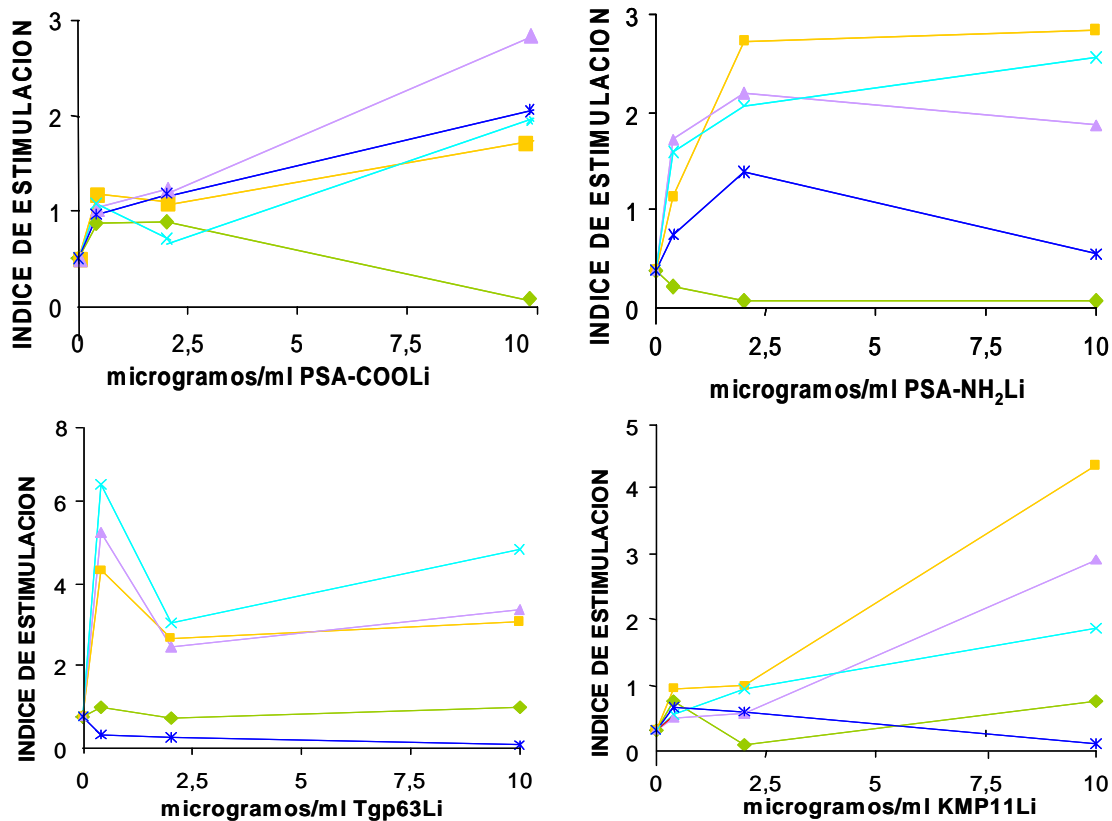 INDICE DE ESTIMULACION
3
2
1
0
0 2,5 5 7,5 10
microgramos/ml PSA-COOLi
INDICE DE ESTIMULACION
3
2
1
0
0 2,5 5 7,5 10
microgramos/ml PSA-NH₂Li
INDICE DE ESTIMULACION
8
6
4
2
0
0 2,5 5 7,5 10
microgramos/ml Tgp63Li
INDICE DE ESTIMULACION
5
4
3
2
1
0
0 2,5 5 7,5 10
microgramos/ml KMP11Li